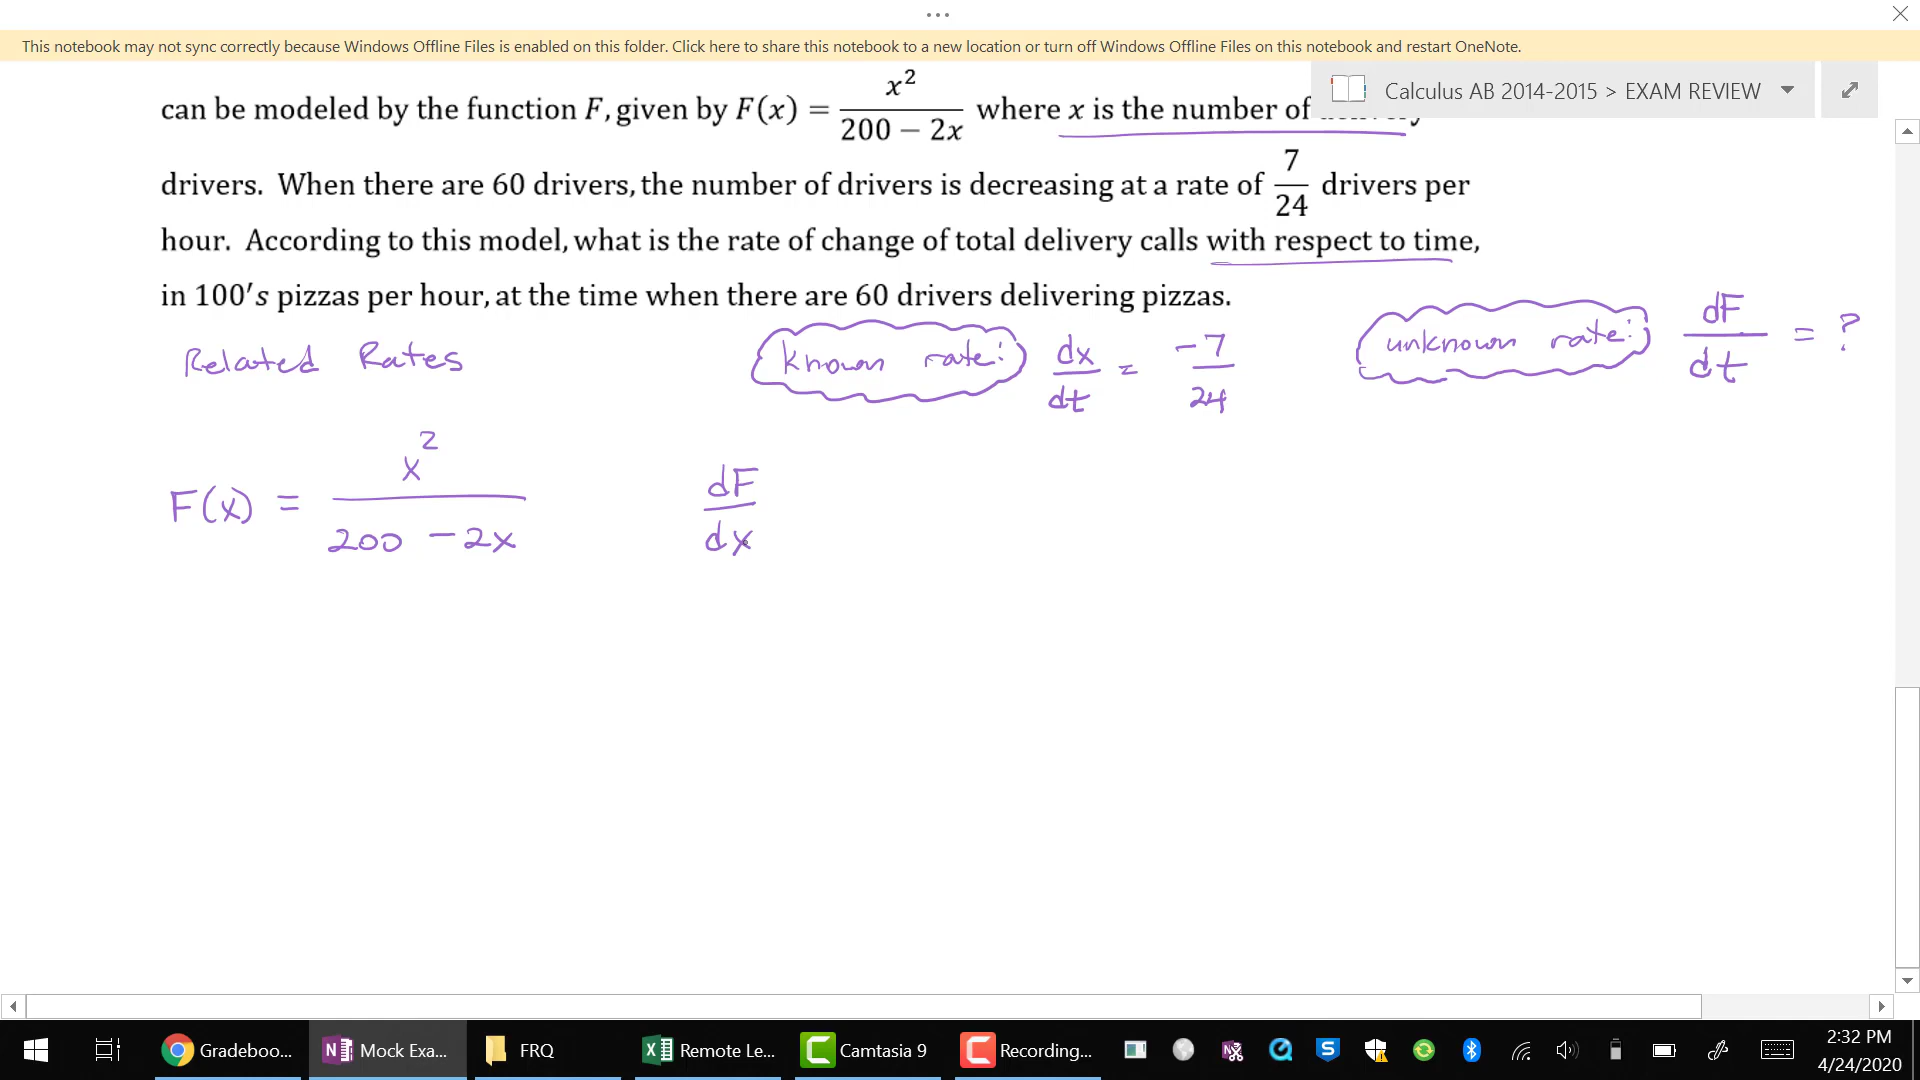 This notebook may not sync correctly because Windows Offline Files is enabled on this folder. Click here to share this notebook to a new location or turn off Windows Offline Files on this notebook and restart OneNote.
Calculus AB 2014-2015 > EXAM REVIEW
can be modeled by the function F, given by F(x) = x²/(200 − 2x) where x is the number of
drivers. When there are 60 drivers, the number of drivers is decreasing at a rate of 7/24 drivers per
hour. According to this model, what is the rate of change of total delivery calls with respect to time,
in 100's pizzas per hour, at the time when there are 60 drivers delivering pizzas.
Related Rates
known rate: dx/dt = -7/24
unknown rate: dF/dt = ?
F(x) = x²/(200 - 2x)
dF/dx
Gradeboo...
Mock Exa...
FRQ
Remote Le...
Camtasia 9
Recording...
2:32 PM
4/24/2020